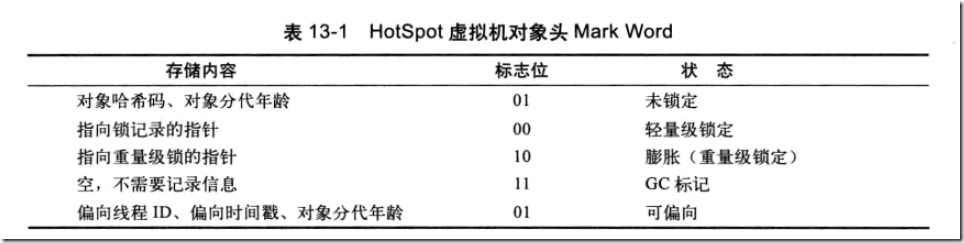 表 13-1 HotSpot 虚拟机对象头 Mark Word
存储内容 标志位 状 态
对象哈希码、对象分代年龄 01 未锁定
指向锁记录的指针 00 轻量级锁定
指向重量级锁的指针 10 膨胀（重量级锁定）
空，不需要记录信息 11 GC 标记
偏向线程 ID、偏向时间戳、对象分代年龄 01 可偏向